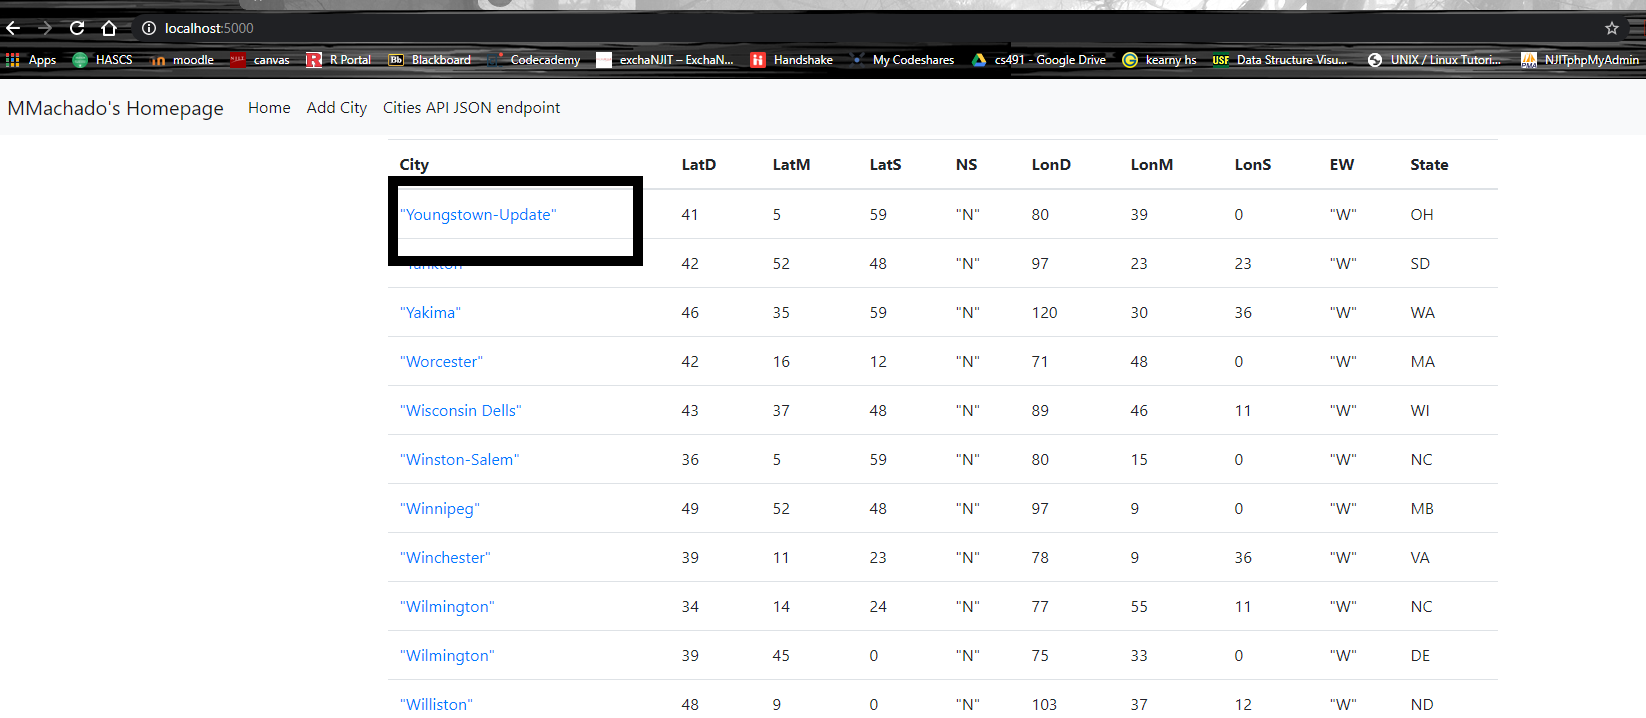 localhost:5000
Apps HASCS moodle canvas R Portal Blackboard Codecademy exchaNJIT – ExchaN... Handshake My Codeshares cs491 - Google Drive kearny hs Data Structure Visu... UNIX / Linux Tutori... NJITphpMyAdmin
MMachado's Homepage Home Add City Cities API JSON endpoint
City LatD LatM LatS NS LonD LonM LonS EW State
"Youngstown-Update" 41 5 59 "N" 80 39 0 "W" OH
"Yankton" 42 52 48 "N" 97 23 23 "W" SD
"Yakima" 46 35 59 "N" 120 30 36 "W" WA
"Worcester" 42 16 12 "N" 71 48 0 "W" MA
"Wisconsin Dells" 43 37 48 "N" 89 46 11 "W" WI
"Winston-Salem" 36 5 59 "N" 80 15 0 "W" NC
"Winnipeg" 49 52 48 "N" 97 9 0 "W" MB
"Winchester" 39 11 23 "N" 78 9 36 "W" VA
"Wilmington" 34 14 24 "N" 77 55 11 "W" NC
"Wilmington" 39 45 0 "N" 75 33 0 "W" DE
"Williston" 48 9 0 "N" 103 37 12 "W" ND